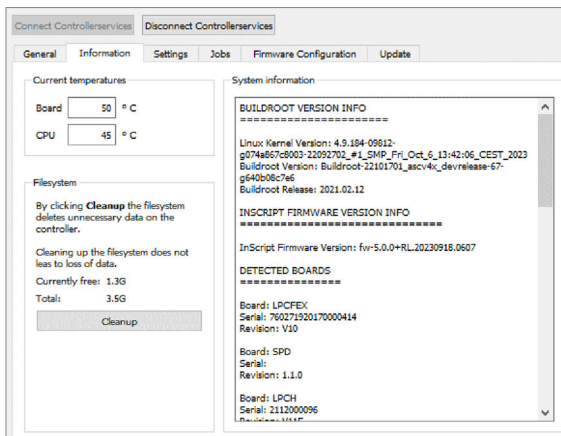 Connect Controllerservices
Disconnect Controllerservices
General
Information
Settings
Jobs
Firmware Configuration
Update
Current temperatures
Board 50 ° C
CPU 45 ° C
Filesystem
By clicking Cleanup the filesystem
deletes unnecessary data on the
controller.
Cleaning up the filesystem does not
leas to loss of data.
Currently free: 1.3G
Total: 3.5G
Cleanup
System information
BUILDROOT VERSION INFO
=======================
Linux Kernel Version: 4.9.184-09812-
g074a867c8003-22092702_#1_SMP_Fri_Oct_6_13:42:06_CEST_2023
Buildroot Version: Buildroot-22101701_ascv4x_devrelease-67-
g640b08c7e6
Buildroot Release: 2021.02.12
INSCRIPT FIRMWARE VERSION INFO
==============================
InScript Firmware Version: fw-5.0.0+RL.20230918.0607
DETECTED BOARDS
===============
Board: LPCFEX
Serial: 760271920170000414
Revision: V10
Board: SPD
Serial:
Revision: 1.1.0
Board: LPCH
Serial: 2112000096
Revision: V11F